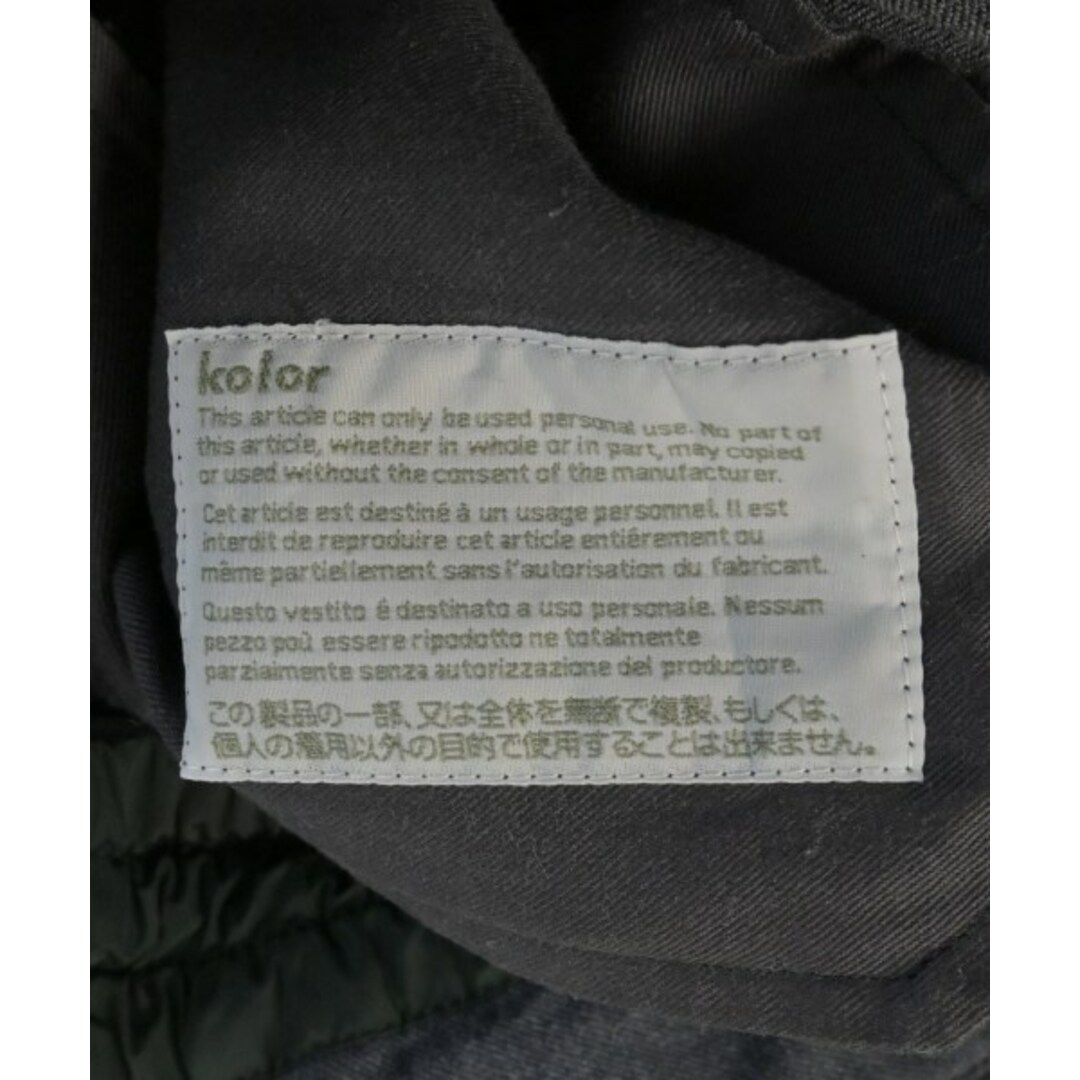 kolor
This article can only be used personal use. No part of
this article, whether in whole or in part, may copied
or used without the consent of the manufacturer.
Cet article est destiné à un usage personnel. Il est
interdit de reproduire cet article entiérement ou
même partiellement sans l'autorisation du fabricant.
Questo vestito é destinato a uso personale. Nessum
pezzo poù essere ripodotto ne totalmente
parzialmente senza autorizzazione del productore.
この製品の一部、又は全体を無断で複製、もしくは、
個人の着用以外の目的で使用することは出来ません。